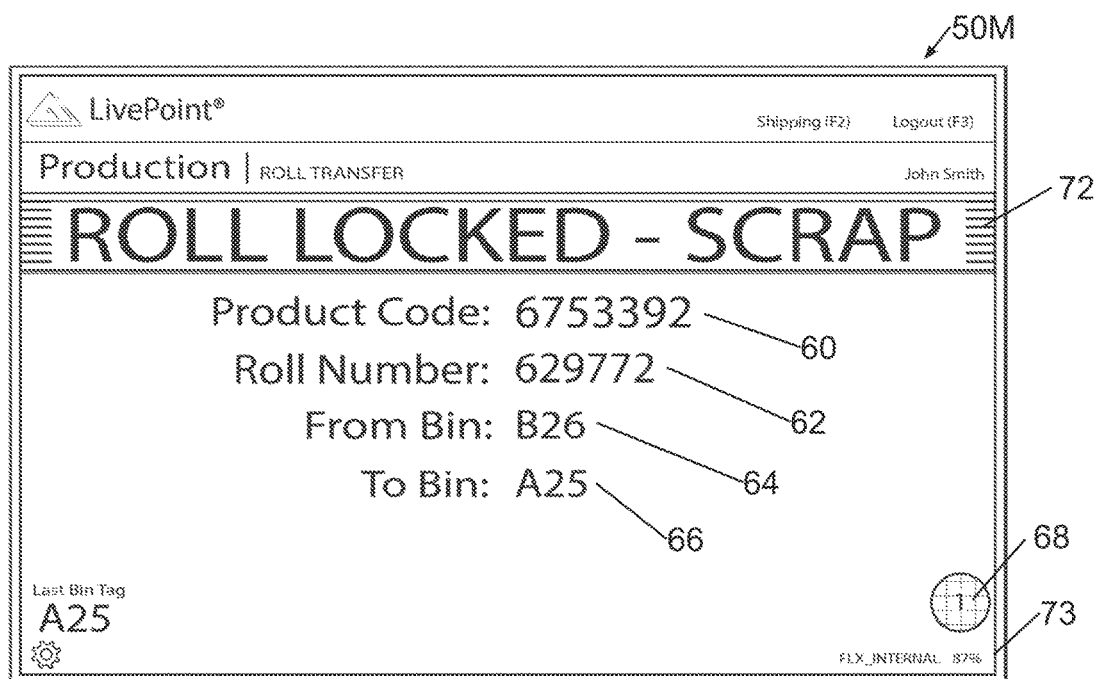 50M
LivePoint®
Shipping (F2) Logout (F3)
Production | ROLL TRANSFER
John Smith
72
ROLL LOCKED - SCRAP
Product Code: 6753392
60
Roll Number: 629772
62
From Bin: B26
64
To Bin: A25
66
68
Last Bin Tag
1
A25
73
FLX_INTERNAL 87%